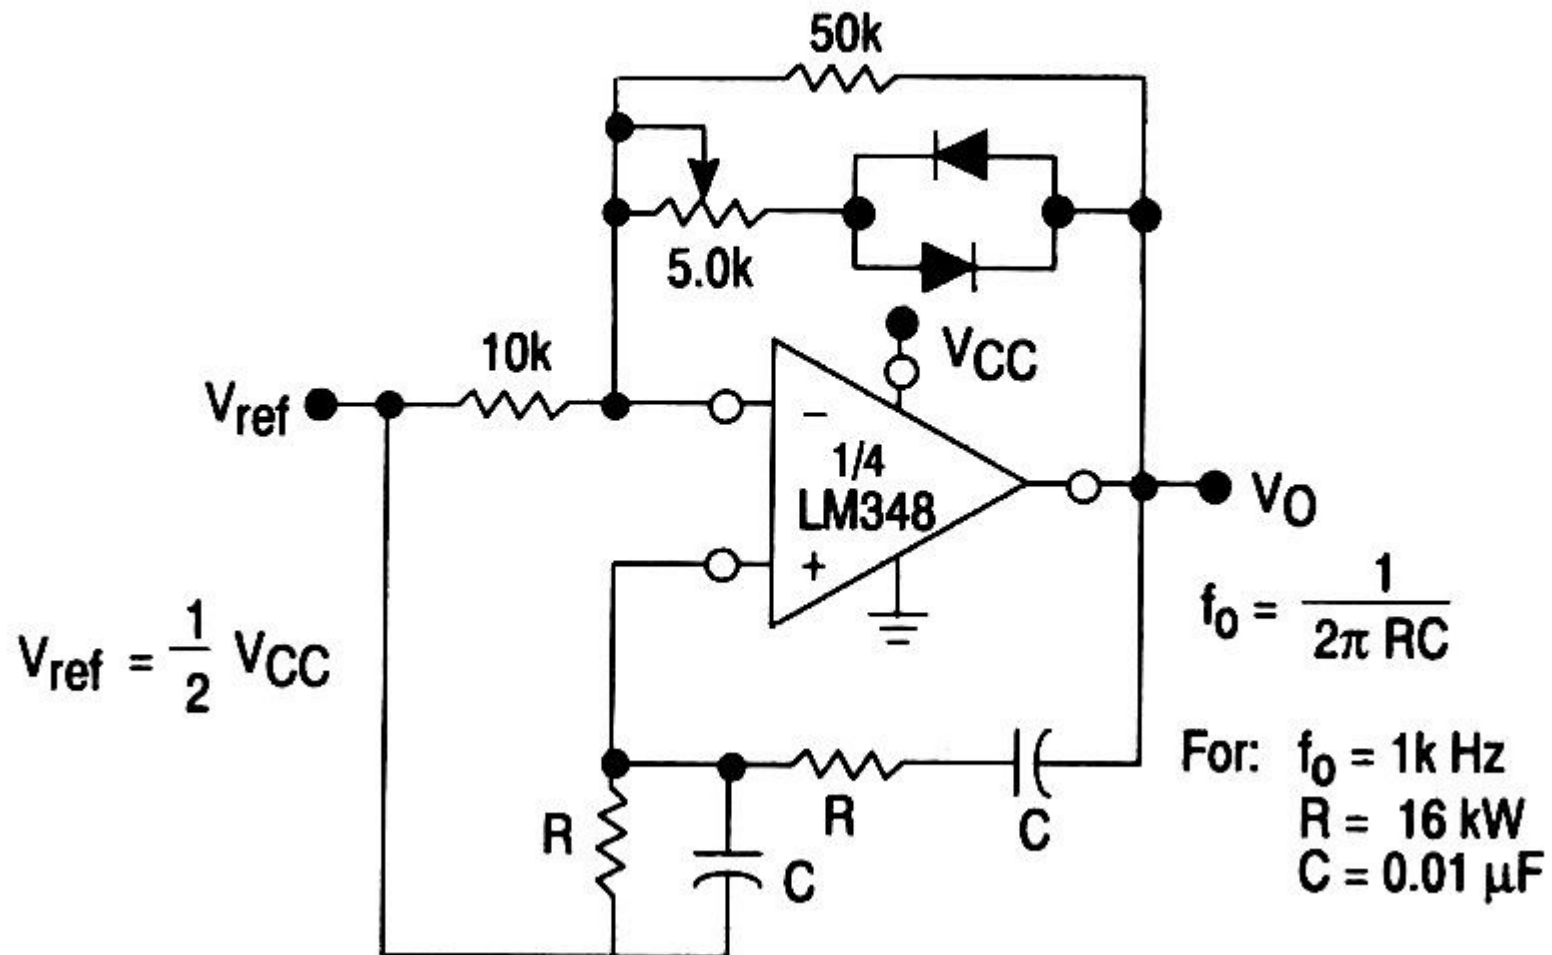 50k
5.0k
10k
VCC
Vref
−
1/4
LM348
+
VO
Vref = 1/2 VCC
fo = 1/2π RC
R
C
R
C
For: fo = 1k Hz
R = 16 kW
C = 0.01 µF